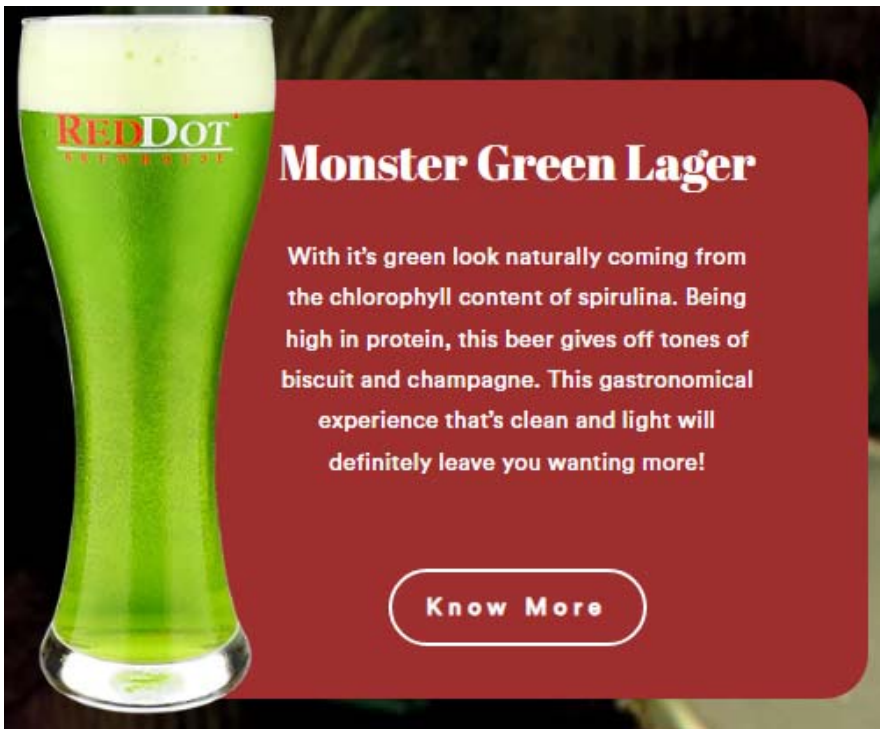 REDDOT
Monster Green Lager
With it's green look naturally coming from
the chlorophyll content of spirulina. Being
high in protein, this beer gives off tones of
biscuit and champagne. This gastronomical
experience that's clean and light will
definitely leave you wanting more!
Know More